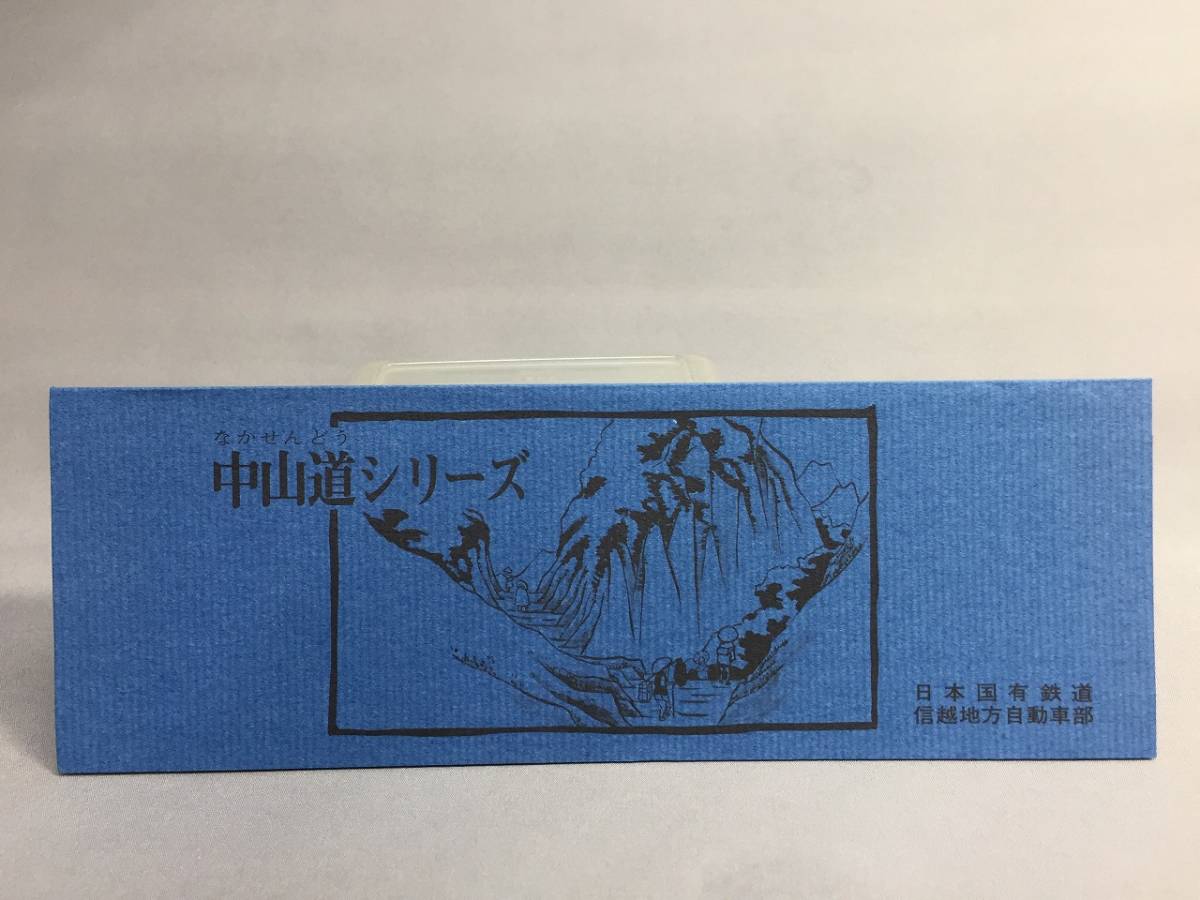 なかせんどう
中山道シリーズ
日本国有鉄道
信越地方自動車部